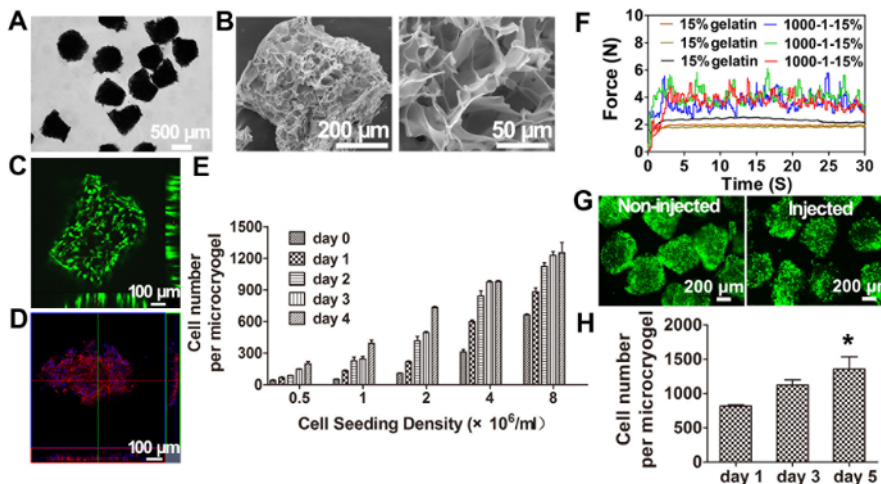 A
500 µm
B
200 µm
50 µm
C
100 µm
D
100 µm
E
Cell number
per microcryogel
1500
1200
900
600
300
0
day 0
day 1
day 2
day 3
day 4
0.5 1 2 4 8
Cell Seeding Density (× 10⁶/ml)
F
Force (N)
10
8
6
4
2
0
15% gelatin 1000-1-15%
15% gelatin 1000-1-15%
15% gelatin 1000-1-15%
0 5 10 15 20 25 30
Time (S)
G
Non-injected
200 µm
Injected
200 µm
H
Cell number
per microcryogel
2000
1500
1000
500
0
*
day 1 day 3 day 5